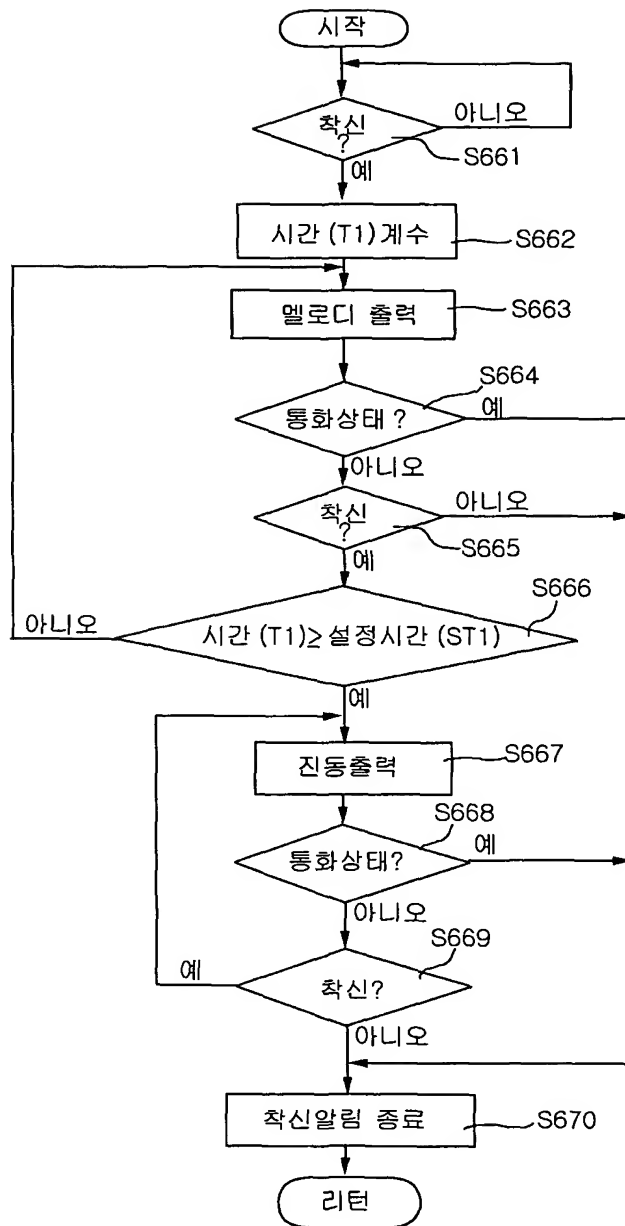 시작
아니오
착신
?
S661
예
시간 (T1) 계수
S662
멜로디 출력
S663
S664
통화상태 ?
예
아니오
착신
?
아니오
S665
예
S666
아니오
시간 (T1)≥ 설정시간 (ST1)
예
진동출력
S667
S668
통화상태?
예
아니오
S669
예
착신?
아니오
착신알림 종료
S670
리턴